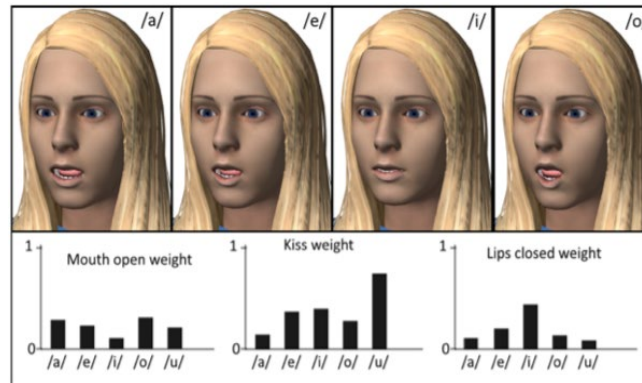 /a/
/e/
/i/
/o/
1
Mouth open weight
0
/a/ /e/ /i/ /o/ /u/
1
Kiss weight
0
/a/ /e/ /i/ /o/ /u/
1
Lips closed weight
0
/a/ /e/ /i/ /o/ /u/